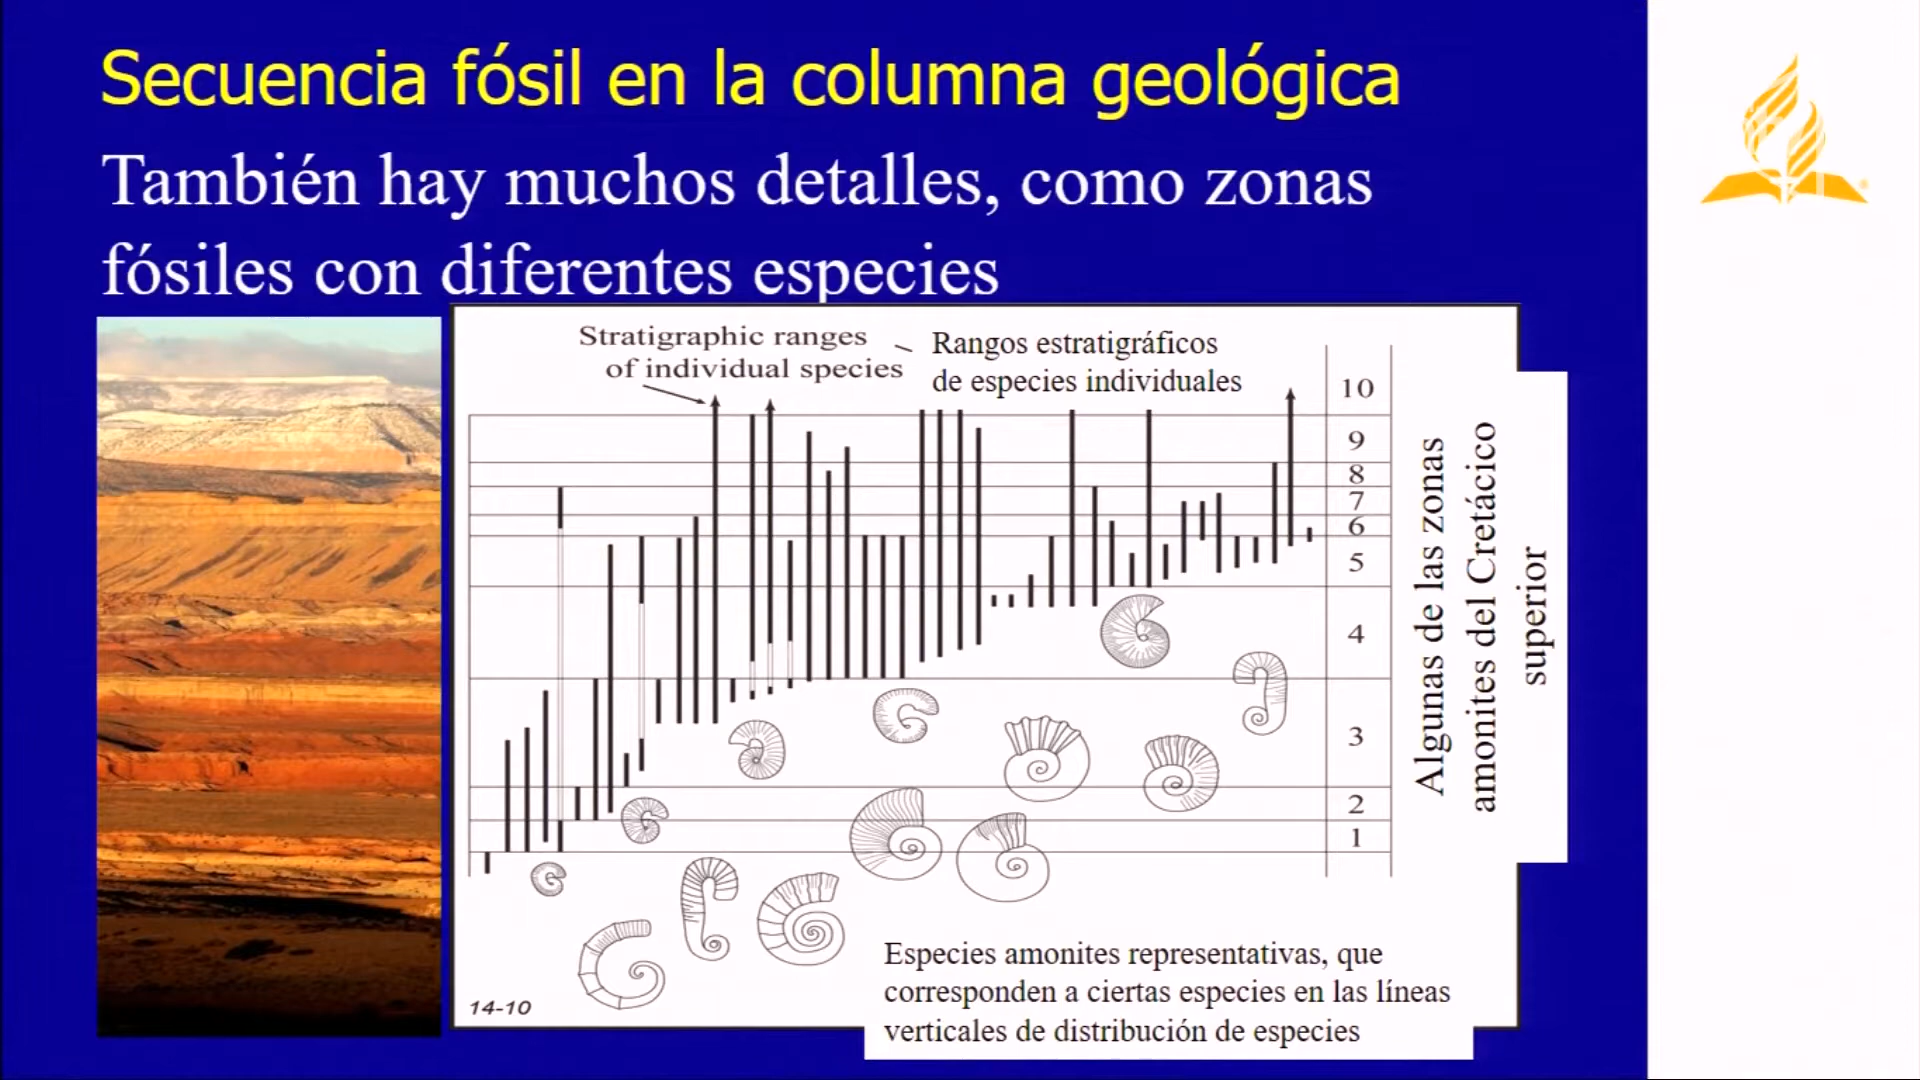 Secuencia fósil en la columna geológica
También hay muchos detalles, como zonas
fósiles con diferentes especies
Stratigraphic ranges
of individual species
Rangos estratigráficos
de especies individuales
10
9
8
7
6
5
4
3
2
1
Algunas de las zonas
amonites del Cretácico
superior
Especies amonites representativas, que
corresponden a ciertas especies en las líneas
verticales de distribución de especies
14-10